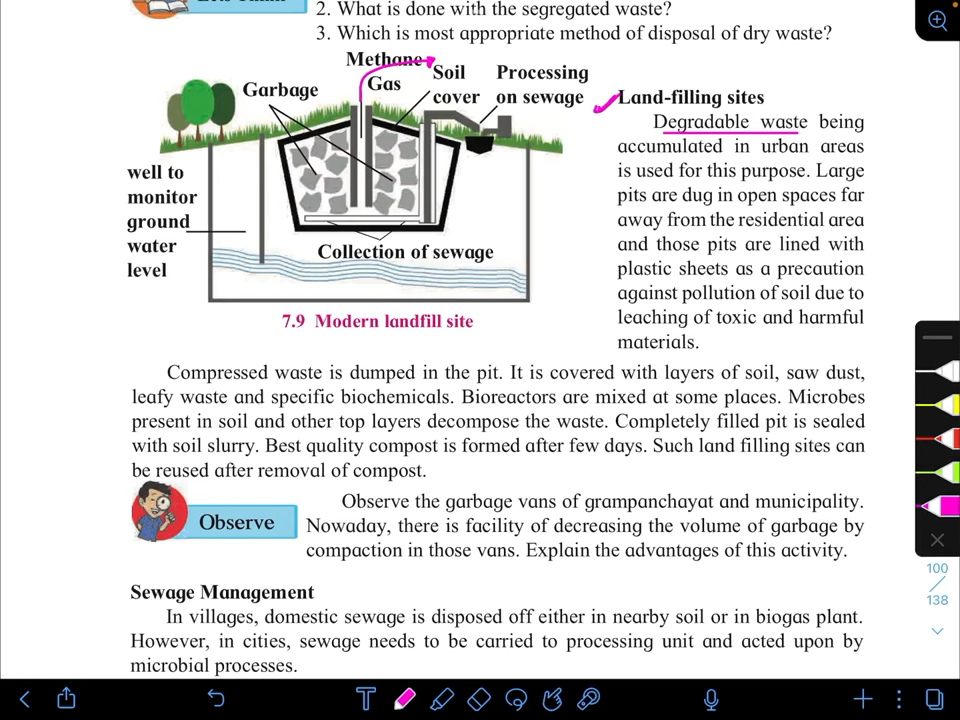 2. What is done with the segregated waste?
3. Which is most appropriate method of disposal of dry waste?
Methane
Gas
Soil
cover
Processing
on sewage
Garbage
well to
monitor
ground
water
level
Collection of sewage
7.9 Modern landfill site
Land-filling sites
Degradable waste being
accumulated in urban areas
is used for this purpose. Large
pits are dug in open spaces far
away from the residential area
and those pits are lined with
plastic sheets as a precaution
against pollution of soil due to
leaching of toxic and harmful
materials.
Compressed waste is dumped in the pit. It is covered with layers of soil, saw dust,
leafy waste and specific biochemicals. Bioreactors are mixed at some places. Microbes
present in soil and other top layers decompose the waste. Completely filled pit is sealed
with soil slurry. Best quality compost is formed after few days. Such land filling sites can
be reused after removal of compost.
Observe
Observe the garbage vans of grampanchayat and municipality.
Nowaday, there is facility of decreasing the volume of garbage by
compaction in those vans. Explain the advantages of this activity.
Sewage Management
In villages, domestic sewage is disposed off either in nearby soil or in biogas plant.
However, in cities, sewage needs to be carried to processing unit and acted upon by
microbial processes.
100
138